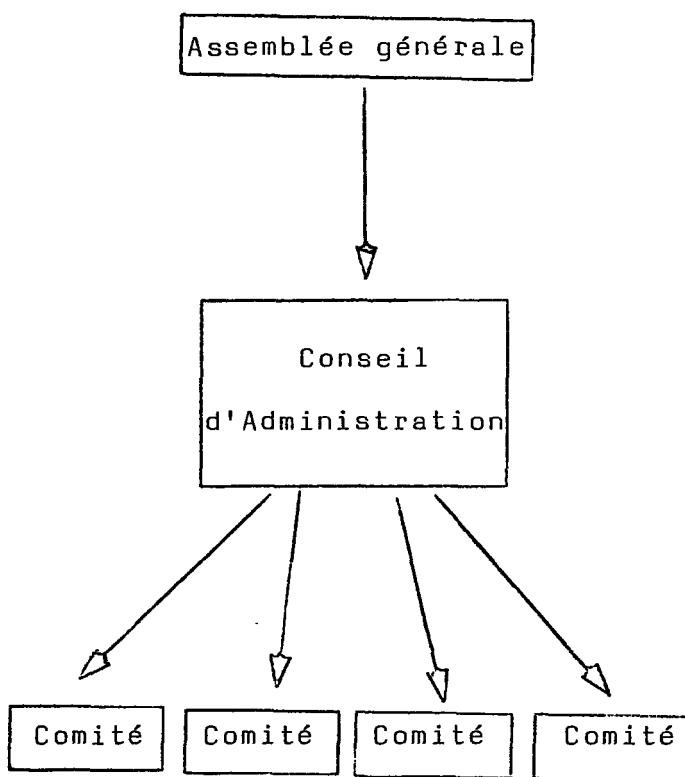 Assemblée générale
Conseil
d'Administration
Comité Comité Comité Comité